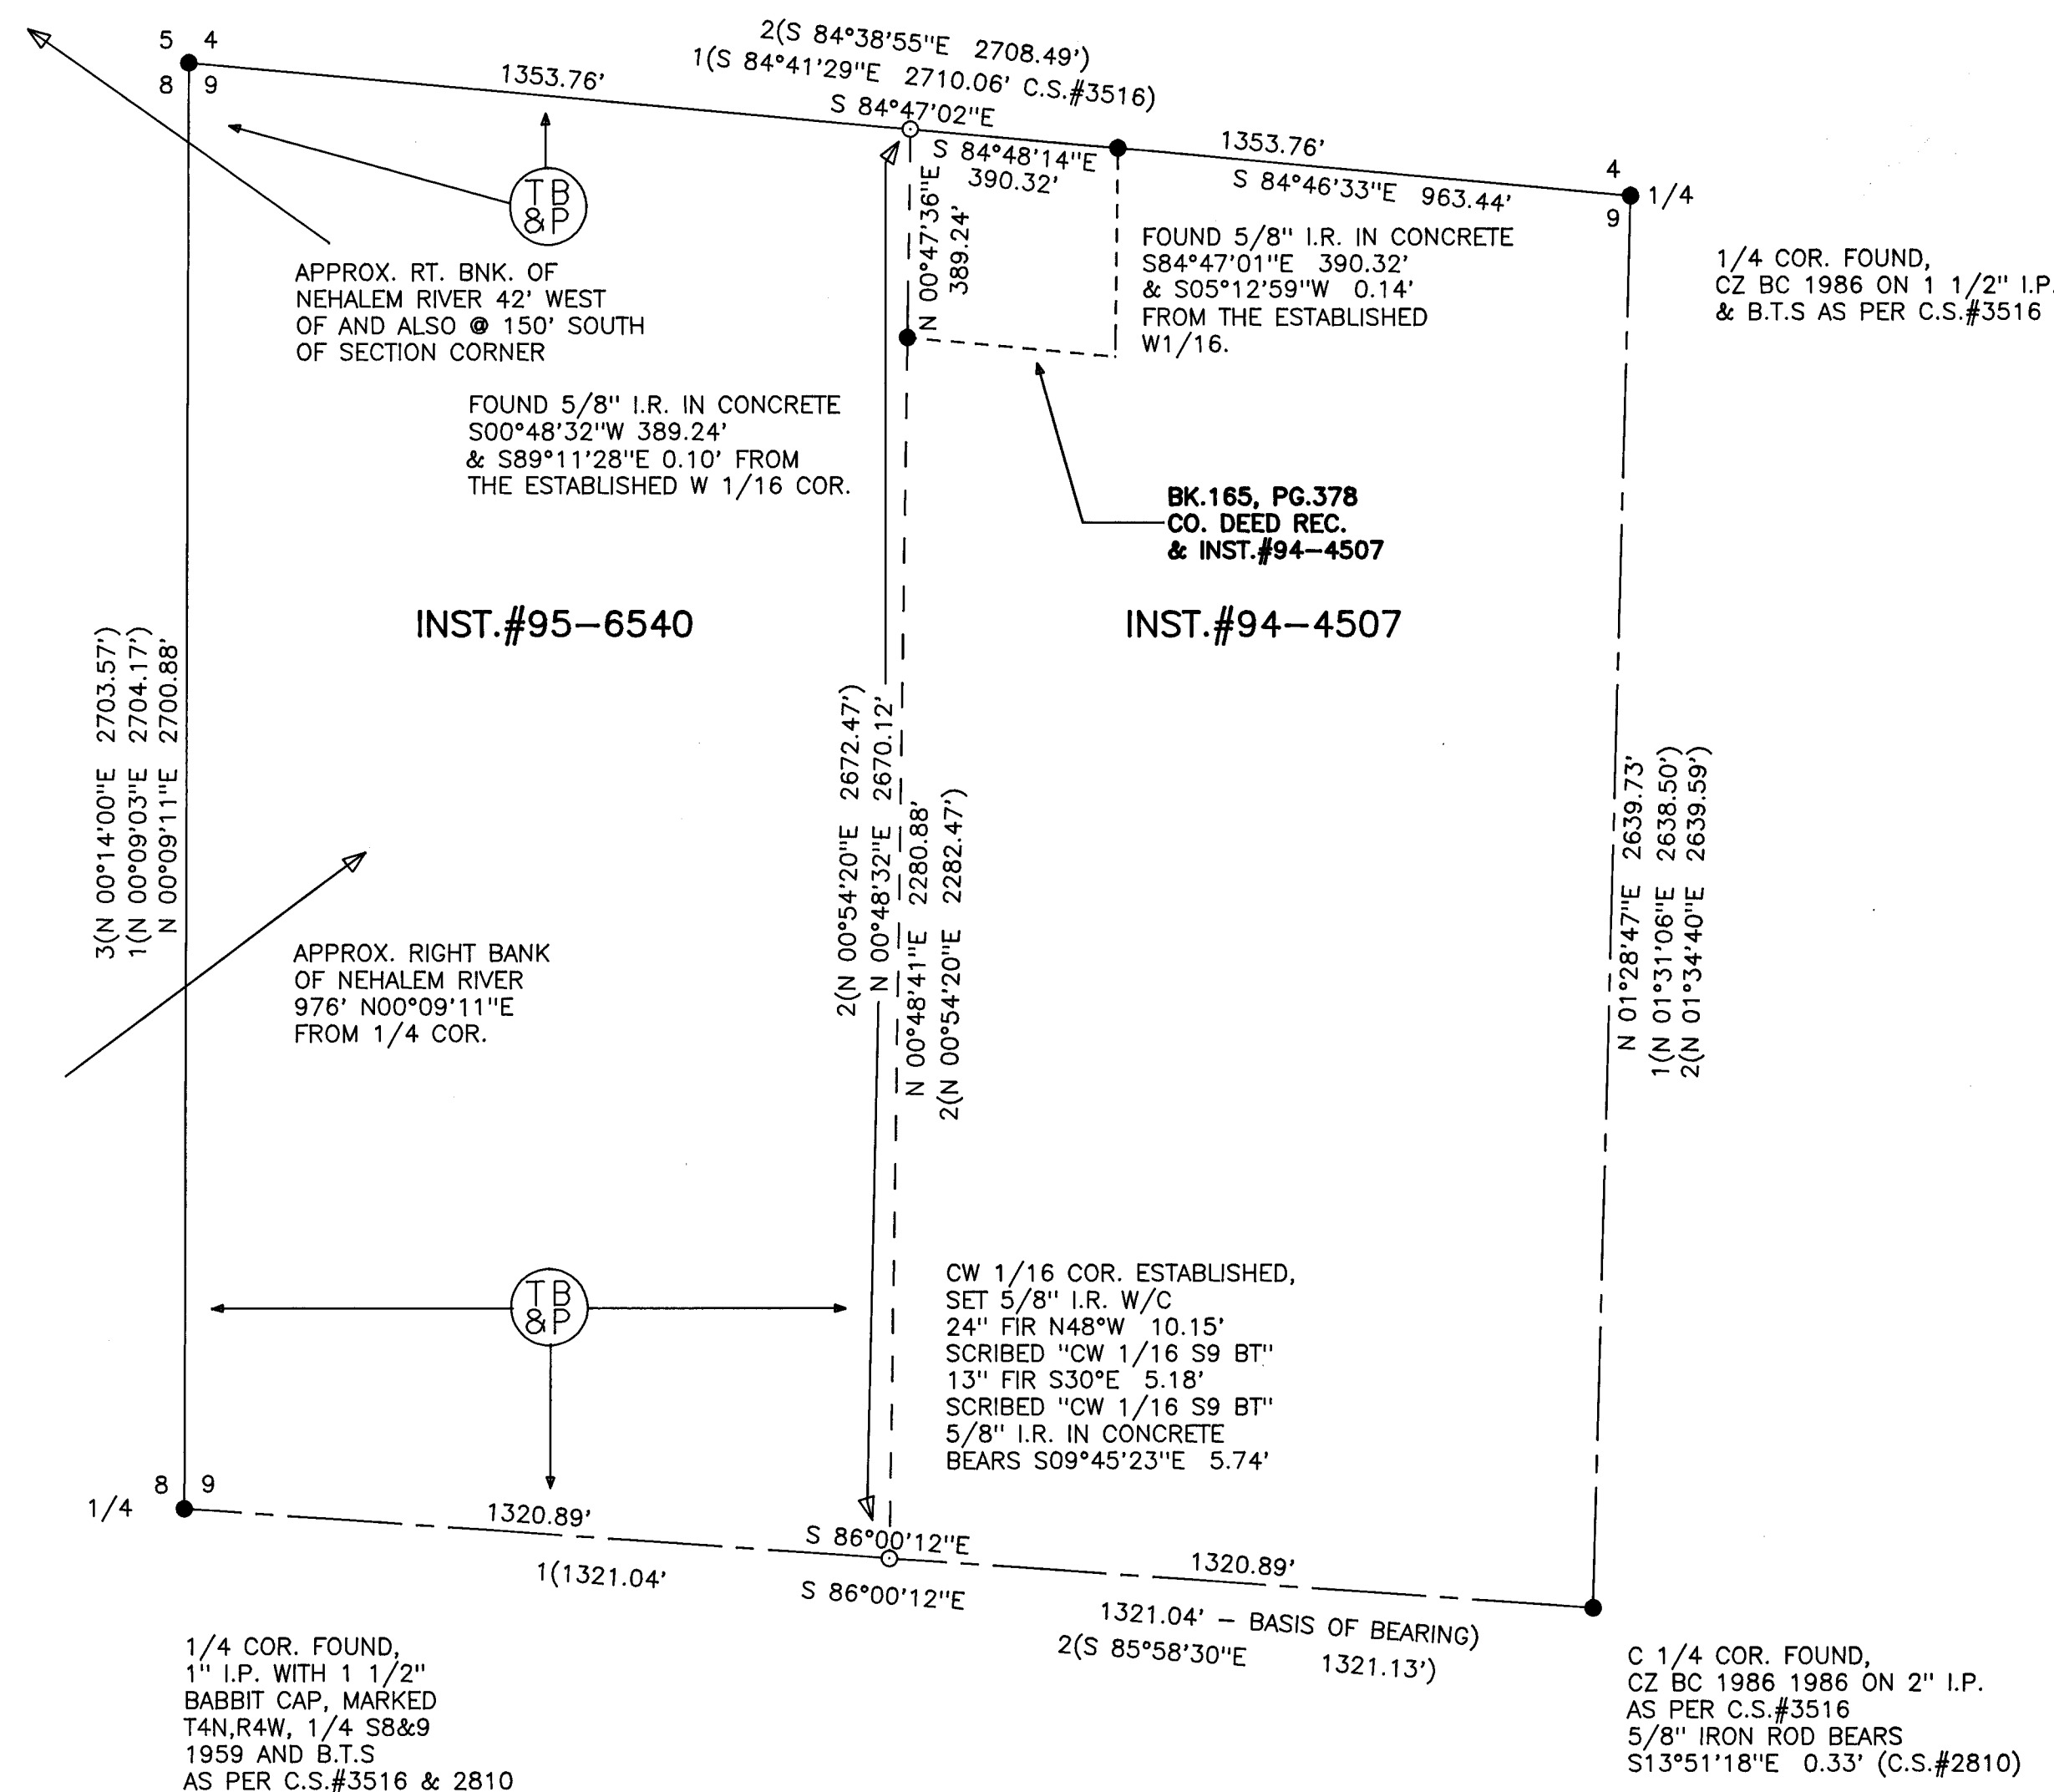 2(S 84°38'55"E 2708.49')
1(S 84°41'29"E 2710.06' C.S.#3516)
S 84°47'02"E
5 4
8 9
1353.76'
S 84°48'14"E
390.32'
1353.76'
S 84°46'33"E 963.44'
4
9
1/4
TB
&P
N 00°47'36"E
389.24'
APPROX. RT. BNK. OF
NEHALEM RIVER 42' WEST
OF AND ALSO @ 150' SOUTH
OF SECTION CORNER
FOUND 5/8" I.R. IN CONCRETE
S84°47'01"E 390.32'
& S05°12'59"W 0.14'
FROM THE ESTABLISHED
W1/16.
1/4 COR. FOUND,
CZ BC 1986 ON 1 1/2" I.P.
& B.T.S AS PER C.S.#3516
FOUND 5/8" I.R. IN CONCRETE
S00°48'32"W 389.24'
& S89°11'28"E 0.10' FROM
THE ESTABLISHED W 1/16 COR.
BK.165, PG.378
CO. DEED REC.
& INST.#94-4507
INST.#95-6540
INST.#94-4507
3(N 00°14'00"E 2703.57')
1(N 00°09'03"E 2704.17')
N 00°09'11"E 2700.88'
2(N 00°54'20"E 2672.47')
N 00°48'32"E 2670.12'
N 00°48'41"E 2280.88'
2(N 00°54'20"E 2282.47')
N 01°28'47"E 2639.73'
1(N 01°31'06"E 2638.50')
2(N 01°34'40"E 2639.59')
APPROX. RIGHT BANK
OF NEHALEM RIVER
976' N00°09'11"E
FROM 1/4 COR.
TB
&P
CW 1/16 COR. ESTABLISHED,
SET 5/8" I.R. W/C
24" FIR N48°W 10.15'
SCRIBED "CW 1/16 S9 BT"
13" FIR S30°E 5.18'
SCRIBED "CW 1/16 S9 BT"
5/8" I.R. IN CONCRETE
BEARS S09°45'23"E 5.74'
8 9
1/4
1320.89'
S 86°00'12"E
1320.89'
1(1321.04'
S 86°00'12"E
1321.04' - BASIS OF BEARING)
2(S 85°58'30"E 1321.13')
1/4 COR. FOUND,
1" I.P. WITH 1 1/2"
BABBIT CAP, MARKED
T4N,R4W, 1/4 S8&9
1959 AND B.T.S
AS PER C.S.#3516 & 2810
C 1/4 COR. FOUND,
CZ BC 1986 1986 ON 2" I.P.
AS PER C.S.#3516
5/8" IRON ROD BEARS
S13°51'18"E 0.33' (C.S.#2810)